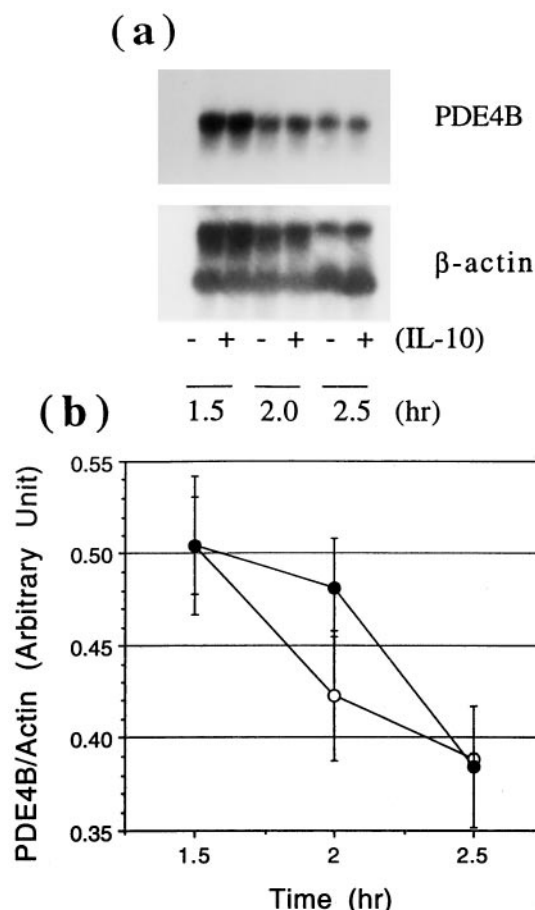 (a)
PDE4B
β-actin
- + - + - + (IL-10)
1.5 2.0 2.5 (hr)
(b)
PDE4B/Actin (Arbitrary Unit)
0.55
0.50
0.45
0.40
0.35
1.5 2 2.5
Time (hr)